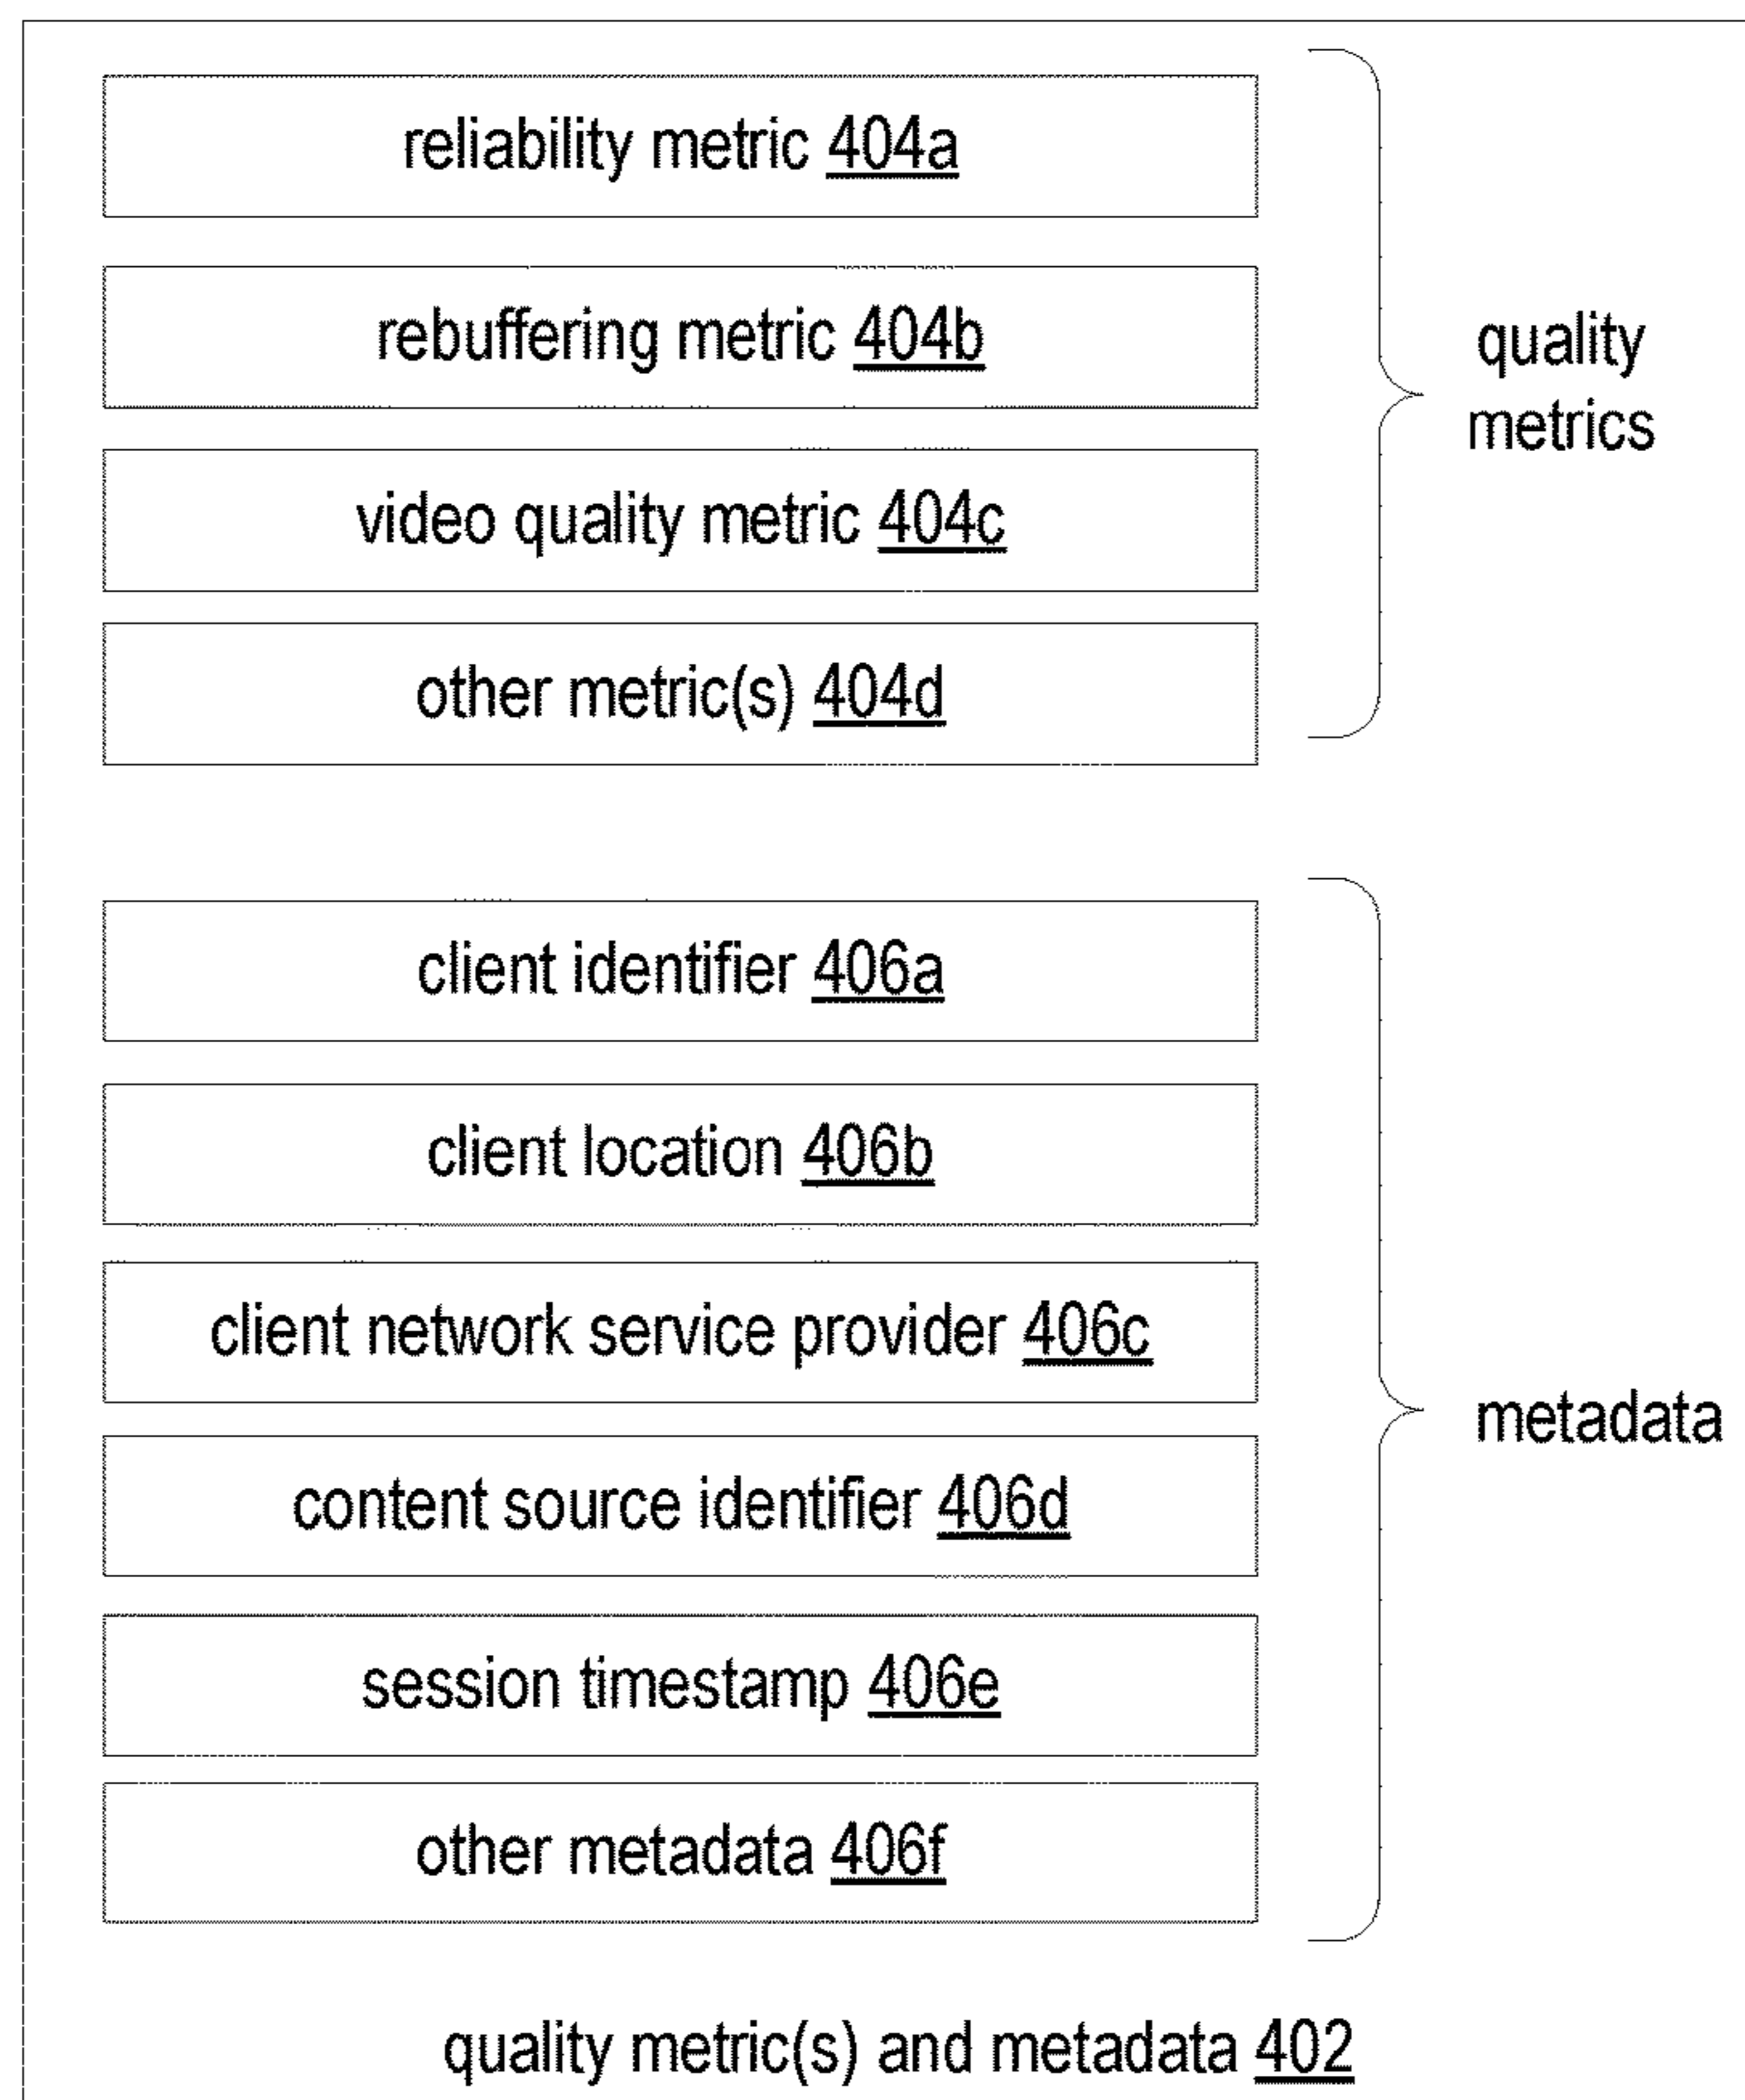 reliability metric 404a
rebuffering metric 404b
quality
metrics
video quality metric 404c
other metric(s) 404d
client identifier 406a
client location 406b
client network service provider 406c
metadata
content source identifier 406d
session timestamp 406e
other metadata 406f
quality metric(s) and metadata 402